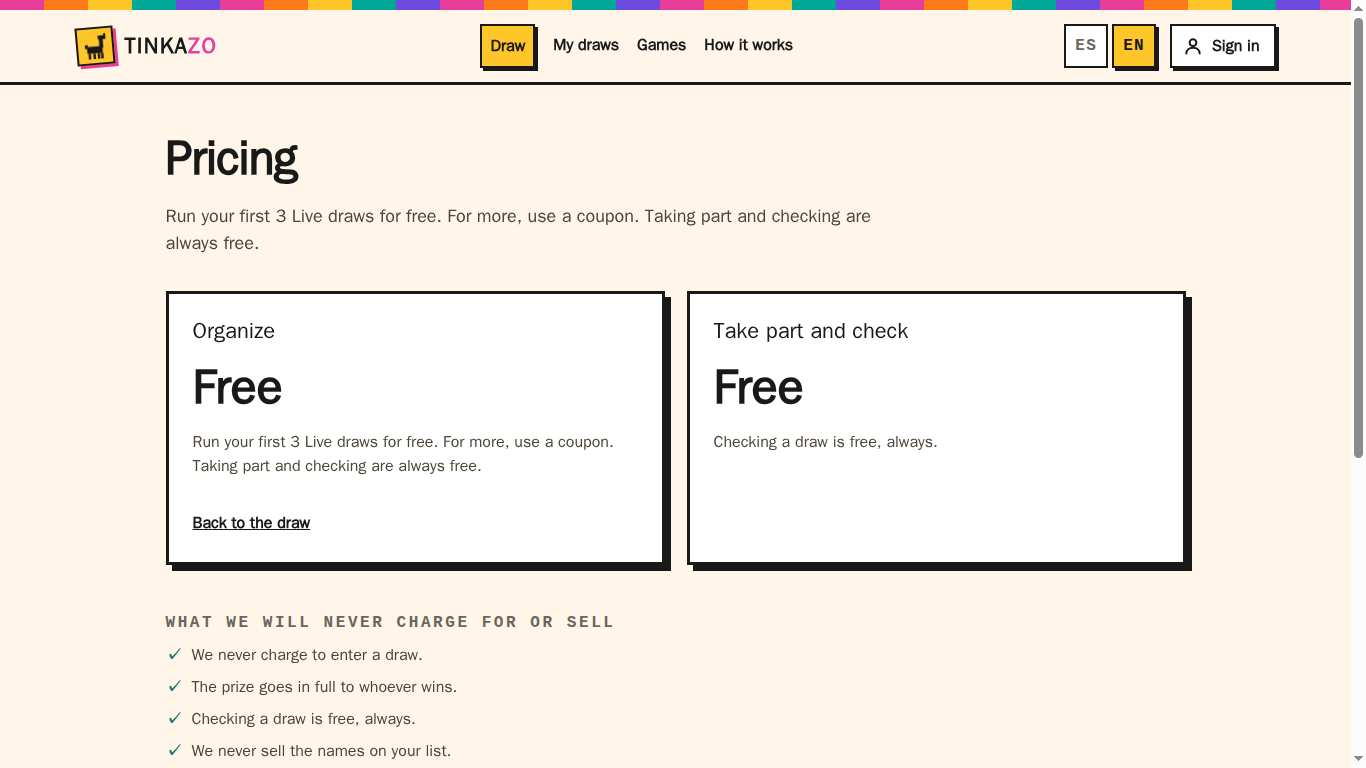 TINKAZO
Draw
My draws
Games
How it works
ES
EN
Sign in
Pricing
Run your first 3 Live draws for free. For more, use a coupon. Taking part and checking are
always free.
Organize
Free
Run your first 3 Live draws for free. For more, use a coupon.
Taking part and checking are always free.
Back to the draw
Take part and check
Free
Checking a draw is free, always.
WHAT WE WILL NEVER CHARGE FOR OR SELL
✓ We never charge to enter a draw.
✓ The prize goes in full to whoever wins.
✓ Checking a draw is free, always.
✓ We never sell the names on your list.